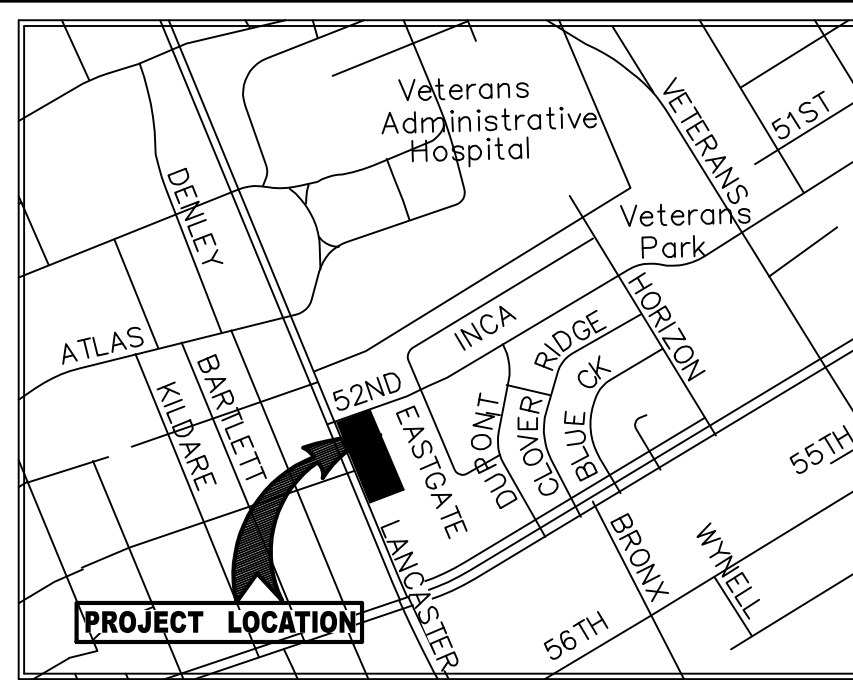 Veterans
Administrative
Hospital
VETERANS
51ST
DENLEY
Veterans
Park
HORIZON
INCA
RIDGE
ATLAS
52ND
BLUE CK
KILDARE
BARTLETT
EASTGATE
DUPONT
CLOVER
55TH
LANCASTER
BRONX
WYNELL
56TH
PROJECT LOCATION